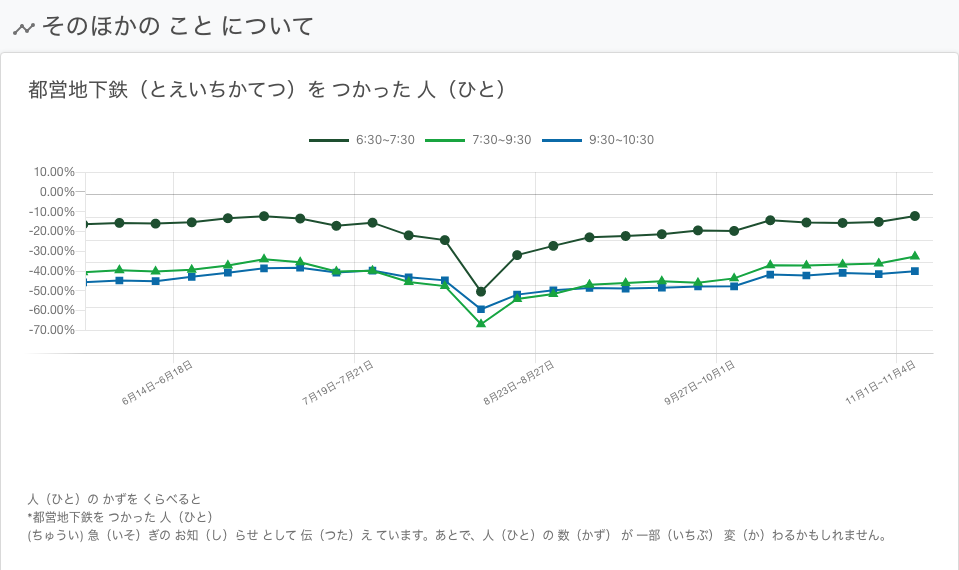 そのほかの こと について
都営地下鉄（とえいちかてつ）を つかった 人（ひと）
6:30~7:30
7:30~9:30
9:30~10:30
10.00%
0.00%
-10.00%
-20.00%
-30.00%
-40.00%
-50.00%
-60.00%
-70.00%
6月14日~6月18日
7月19日~7月21日
8月23日~8月27日
9月27日~10月1日
11月1日~11月4日
人（ひと）の かずを くらべると
*都営地下鉄を つかった 人（ひと）
(ちゅうい) 急（いそ）ぎの お知（し）らせ として 伝（つた）え ています。あとで、人（ひと）の 数（かず） が 一部（いちぶ） 変（か）わるかもしれません。